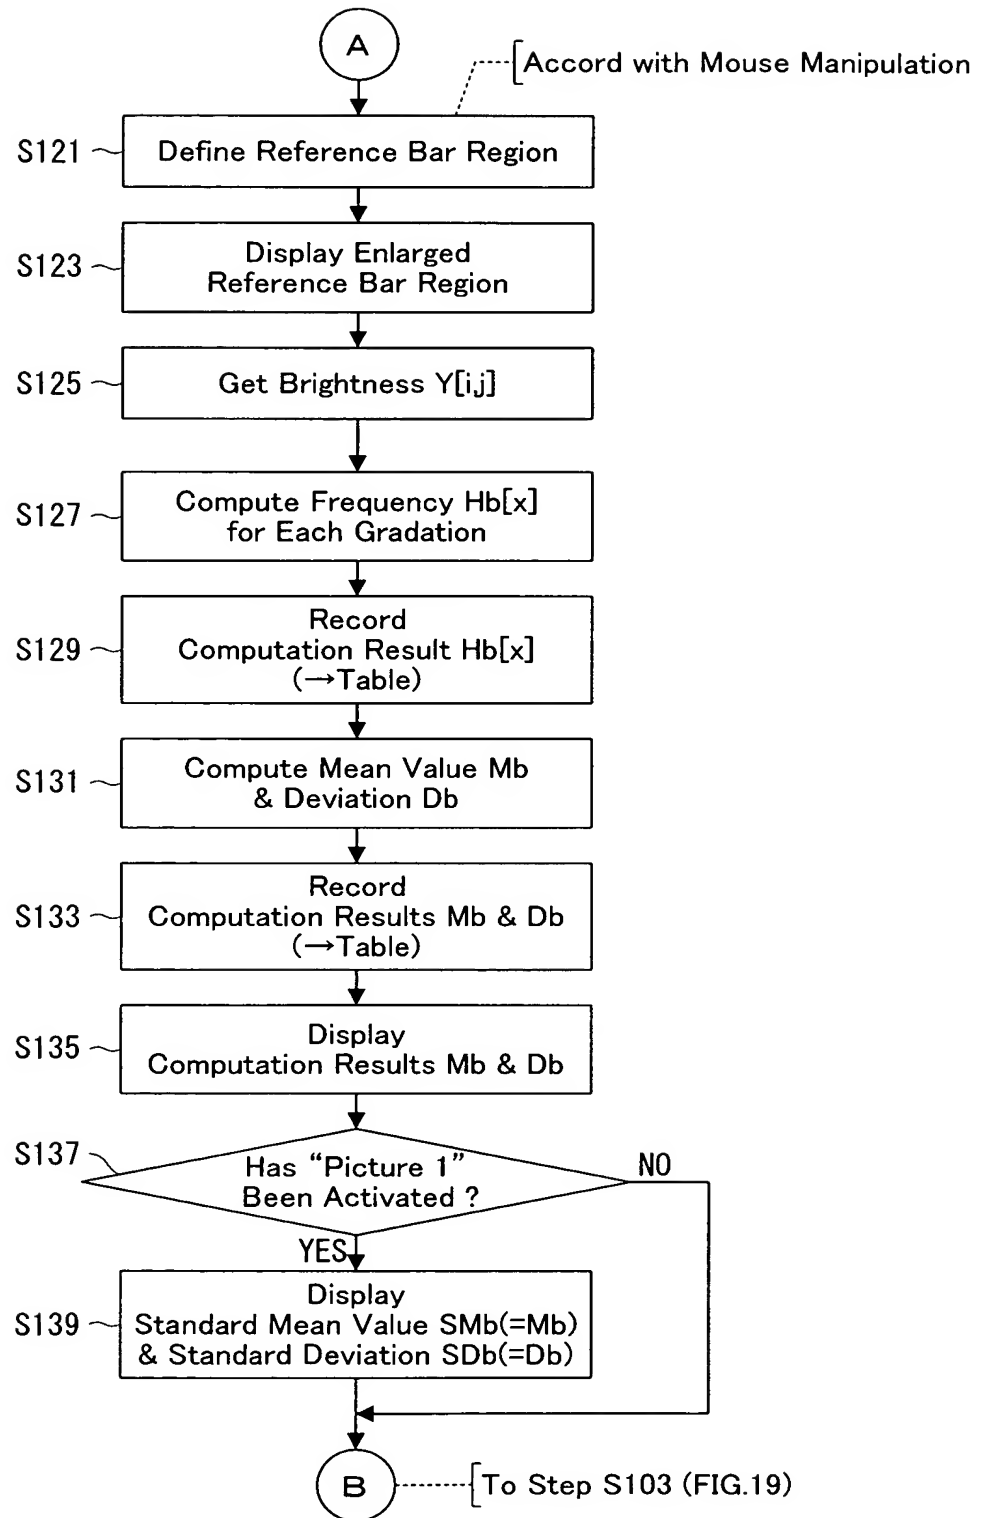 A
Accord with Mouse Manipulation
S121
Define Reference Bar Region
S123
Display Enlarged
Reference Bar Region
S125
Get Brightness Y[i,j]
S127
Compute Frequency Hb[x]
for Each Gradation
S129
Record
Computation Result Hb[x]
(→Table)
S131
Compute Mean Value Mb
& Deviation Db
S133
Record
Computation Results Mb & Db
(→Table)
S135
Display
Computation Results Mb & Db
S137
Has “Picture 1”
Been Activated ?
NO
YES
S139
Display
Standard Mean Value SMb(=Mb)
& Standard Deviation SDb(=Db)
B
To Step S103 (FIG.19)